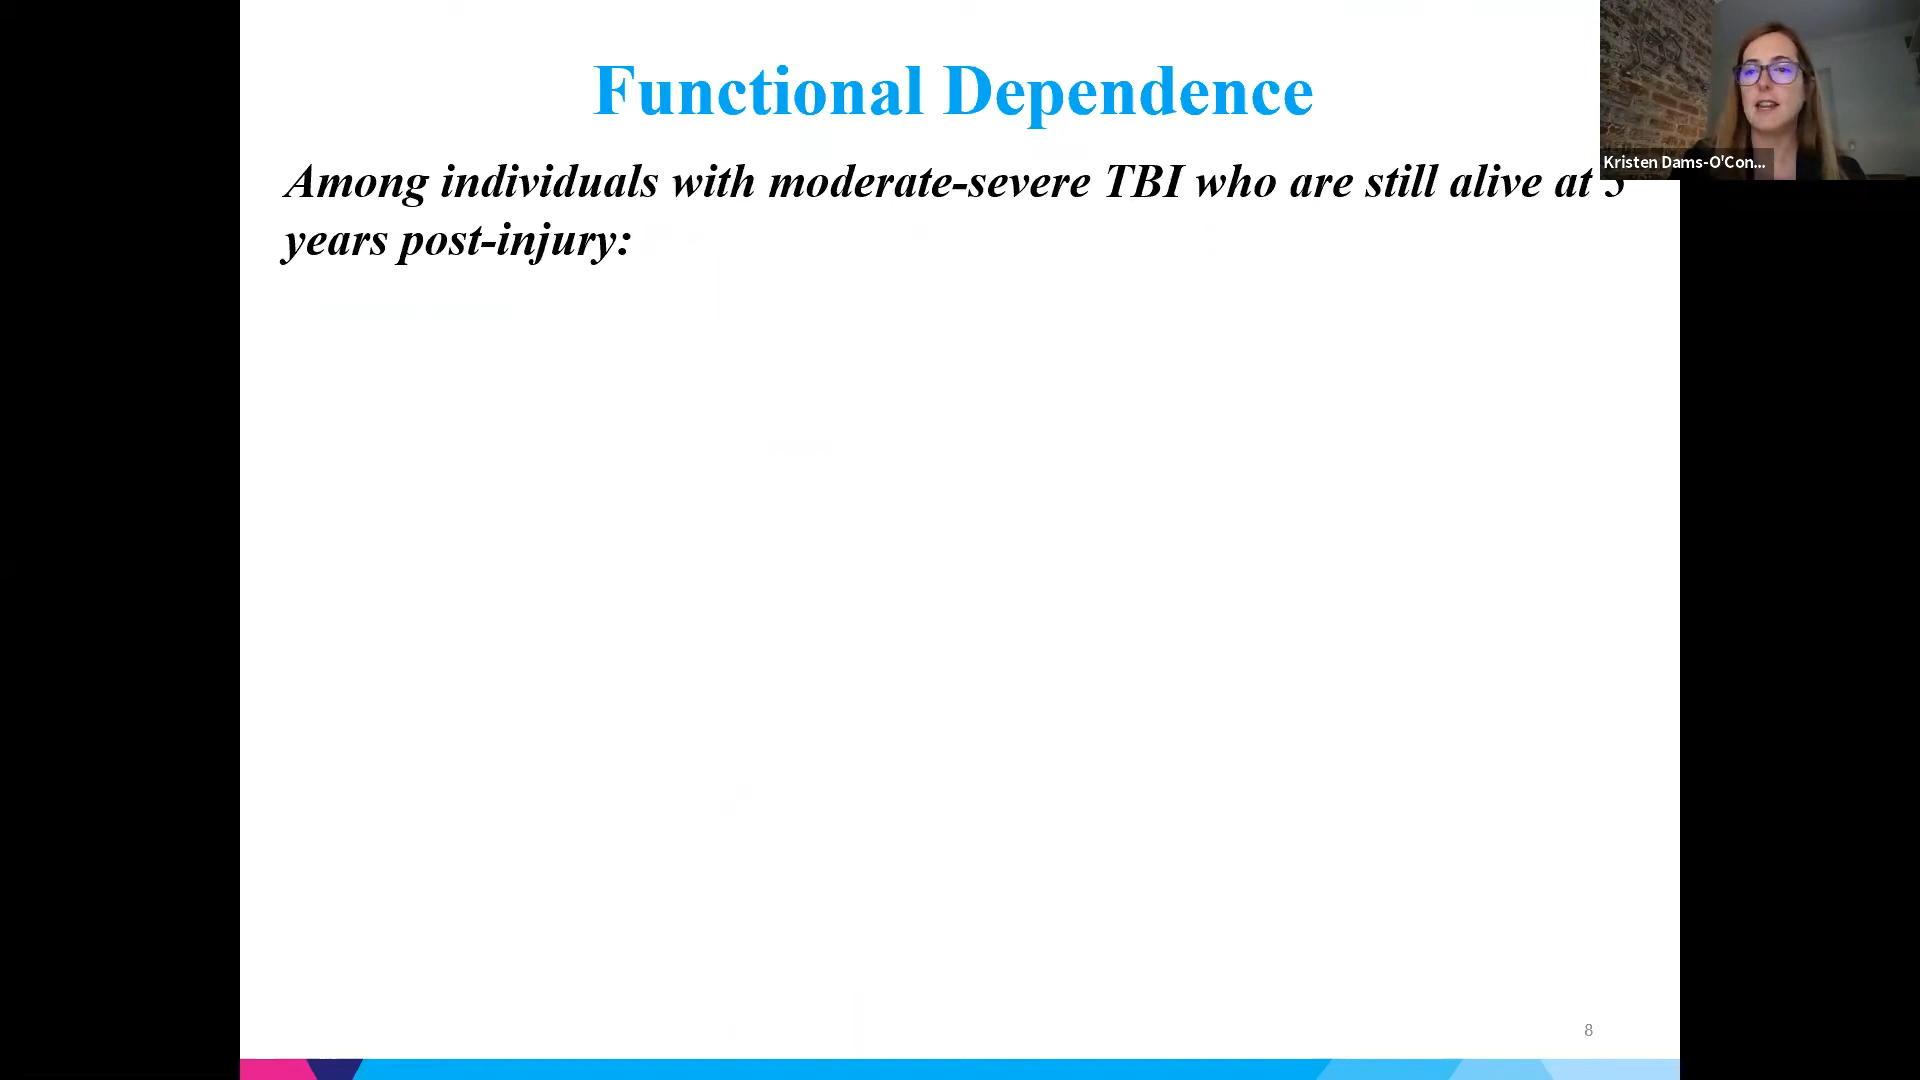 Functional Dependence
Among individuals with moderate-severe TBI who are still alive at 5
years post-injury:
Kristen Dams-O'Con...
8